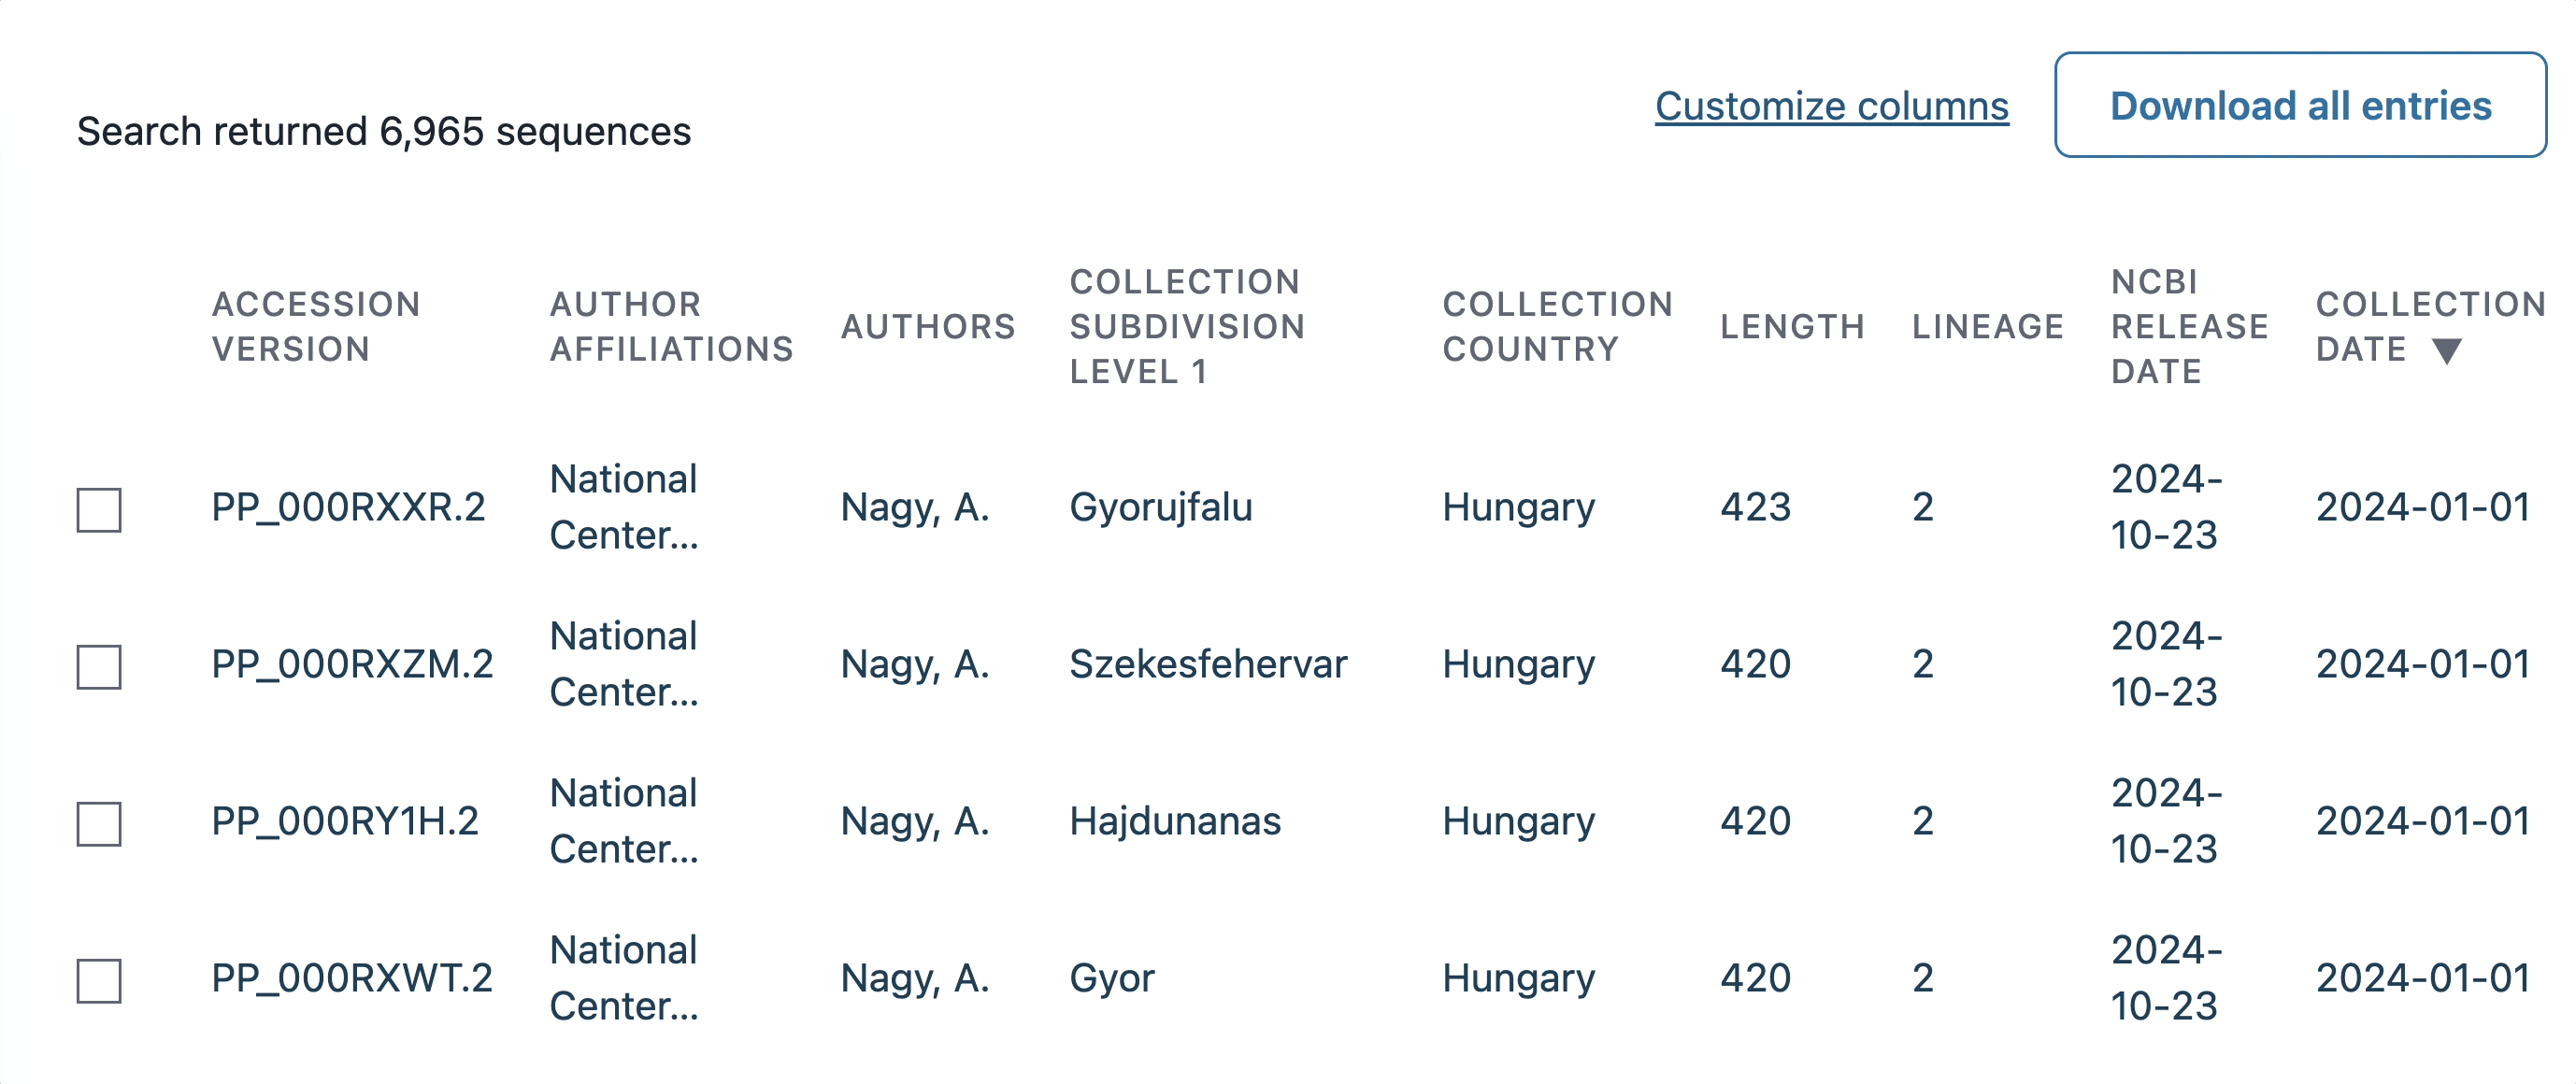 Search returned 6,965 sequences
Customize columns
Download all entries
ACCESSION VERSION
AUTHOR AFFILIATIONS
AUTHORS
COLLECTION SUBDIVISION LEVEL 1
COLLECTION COUNTRY
LENGTH
LINEAGE
NCBI RELEASE DATE
COLLECTION DATE ▼
PP_000RXXR.2 National Center... Nagy, A. Gyorujfalu Hungary 423 2 2024-10-23 2024-01-01
PP_000RXZM.2 National Center... Nagy, A. Szekesfehervar Hungary 420 2 2024-10-23 2024-01-01
PP_000RY1H.2 National Center... Nagy, A. Hajdunanas Hungary 420 2 2024-10-23 2024-01-01
PP_000RXWT.2 National Center... Nagy, A. Gyor Hungary 420 2 2024-10-23 2024-01-01